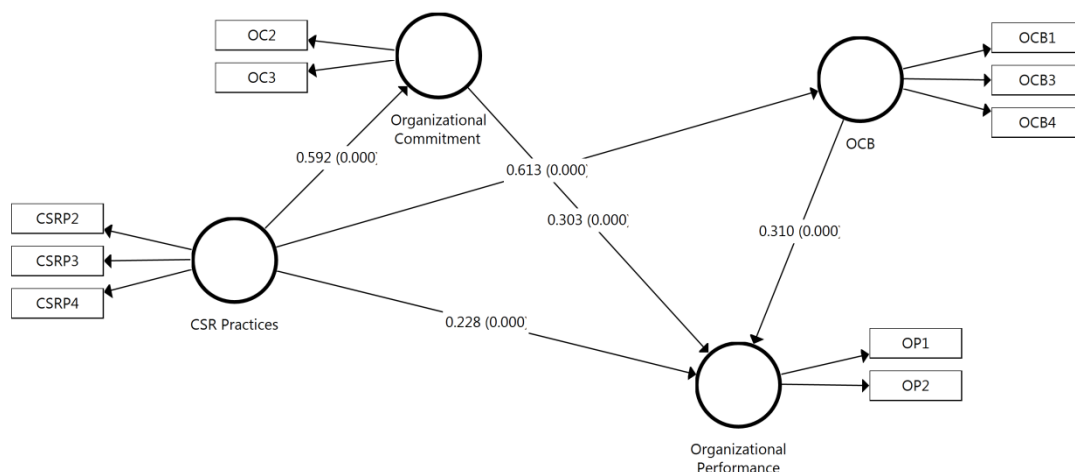 OC2
OC3
Organizational
Commitment
OCB1
OCB3
OCB4
OCB
0.592 (0.000)
0.613 (0.000)
0.303 (0.000)
0.310 (0.000)
CSRP2
CSRP3
CSRP4
CSR Practices
0.228 (0.000)
OP1
OP2
Organizational
Performance